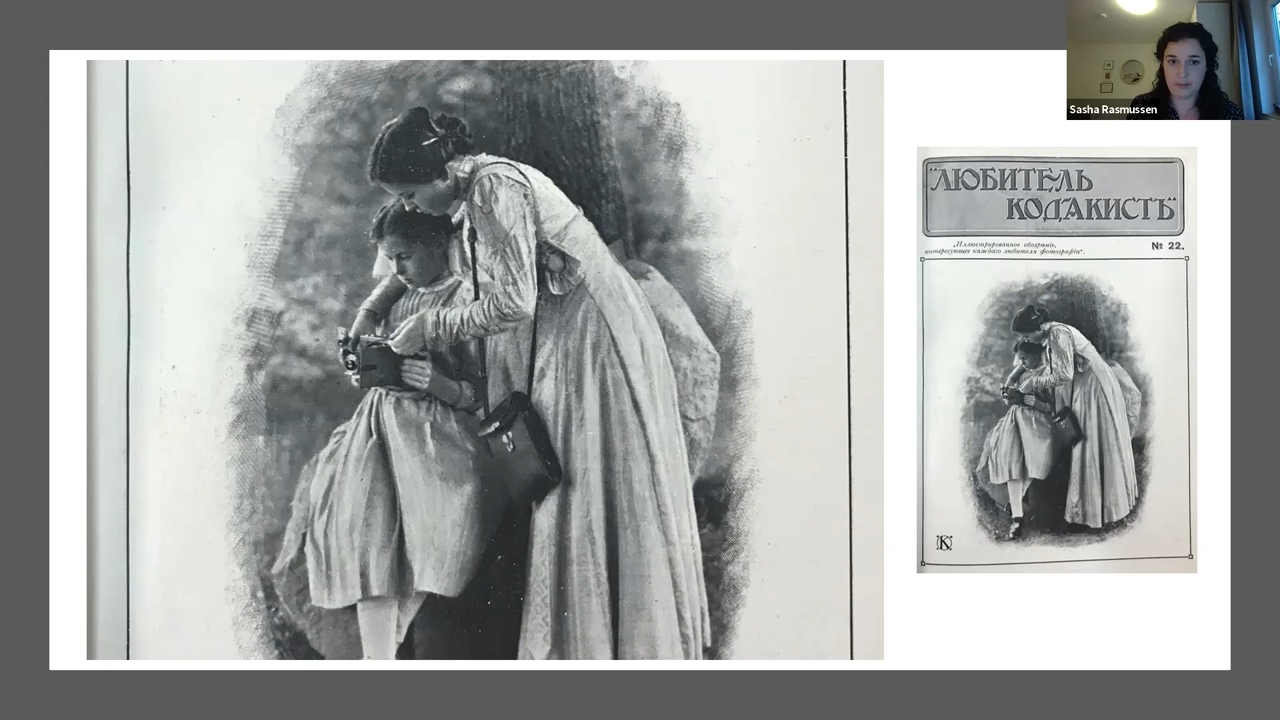 Sasha Rasmussen
"ЛЮБИТЕЛЬ
КОДАКИСТЪ"
„Иллюстрированное обозрѣніе,
интересующее каждаго любителя фотографіи“.
№ 22.
K